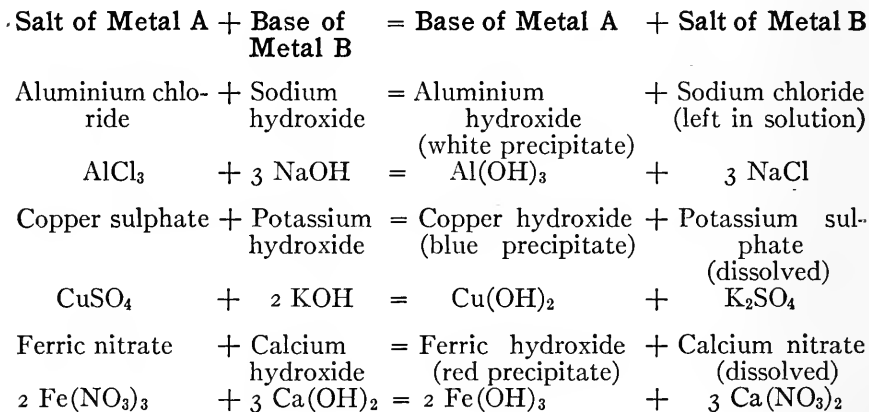 Salt of Metal A + Base of = Base of Metal A + Salt of Metal B
Metal B
Aluminium chlo- + Sodium = Aluminium + Sodium chloride
ride hydroxide hydroxide (left in solution)
(white precipitate)
AlCl₃ + 3 NaOH = Al(OH)₃ + 3 NaCl
Copper sulphate + Potassium = Copper hydroxide + Potassium sul-
hydroxide (blue precipitate) phate
(dissolved)
CuSO₄ + 2 KOH = Cu(OH)₂ + K₂SO₄
Ferric nitrate + Calcium = Ferric hydroxide + Calcium nitrate
hydroxide (red precipitate) (dissolved)
2 Fe(NO₃)₃ + 3 Ca(OH)₂ = 2 Fe(OH)₃ + 3 Ca(NO₃)₂